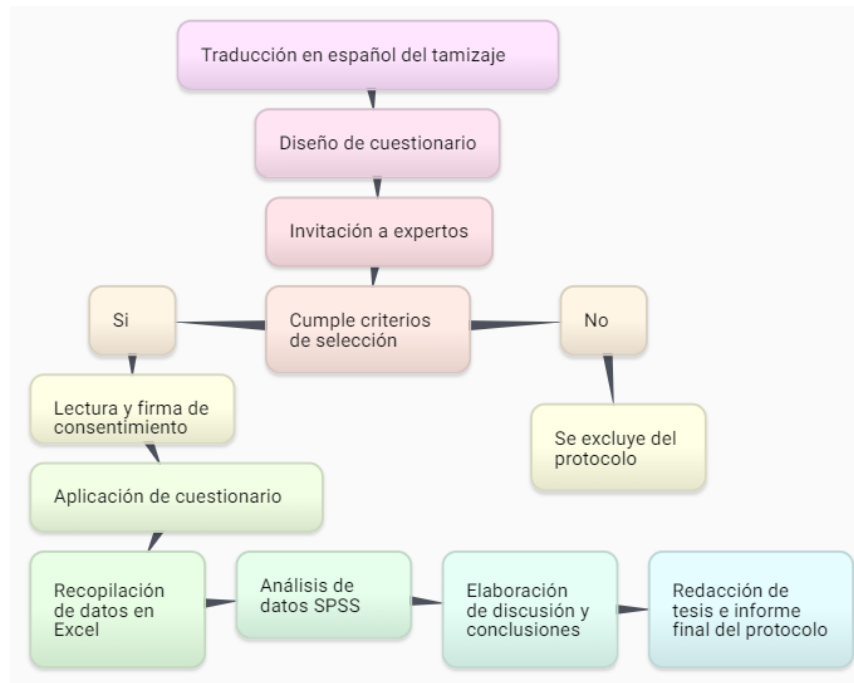 Traducción en español del tamizaje
Diseño de cuestionario
Invitación a expertos
Si
Cumple criterios
de selección
No
Lectura y firma de
consentimiento
Se excluye del
protocolo
Aplicación de cuestionario
Recopilación
de datos en
Excel
Análisis de
datos SPSS
Elaboración
de discusión y
conclusiones
Redacción de
tesis e informe
final del protocolo